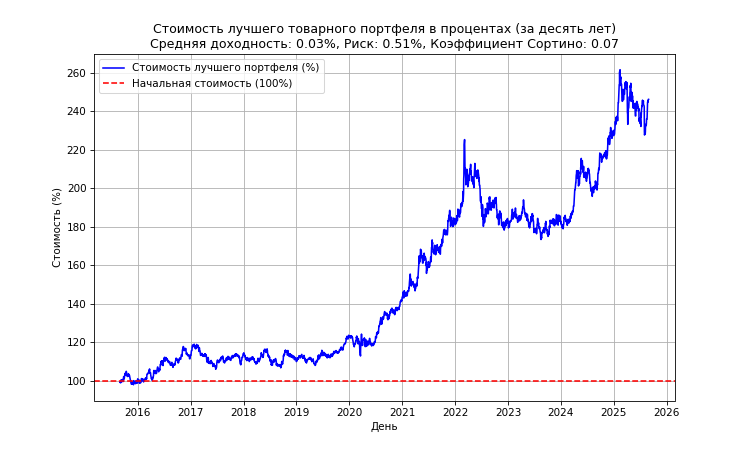 Стоимость лучшего товарного портфеля в процентах (за десять лет)
Средняя доходность: 0.03%, Риск: 0.51%, Коэффициент Сортино: 0.07
Стоимость лучшего портфеля (%)
Начальная стоимость (100%)
Стоимость (%)
260
240
220
200
180
160
140
120
100
2016 2017 2018 2019 2020 2021 2022 2023 2024 2025 2026
День